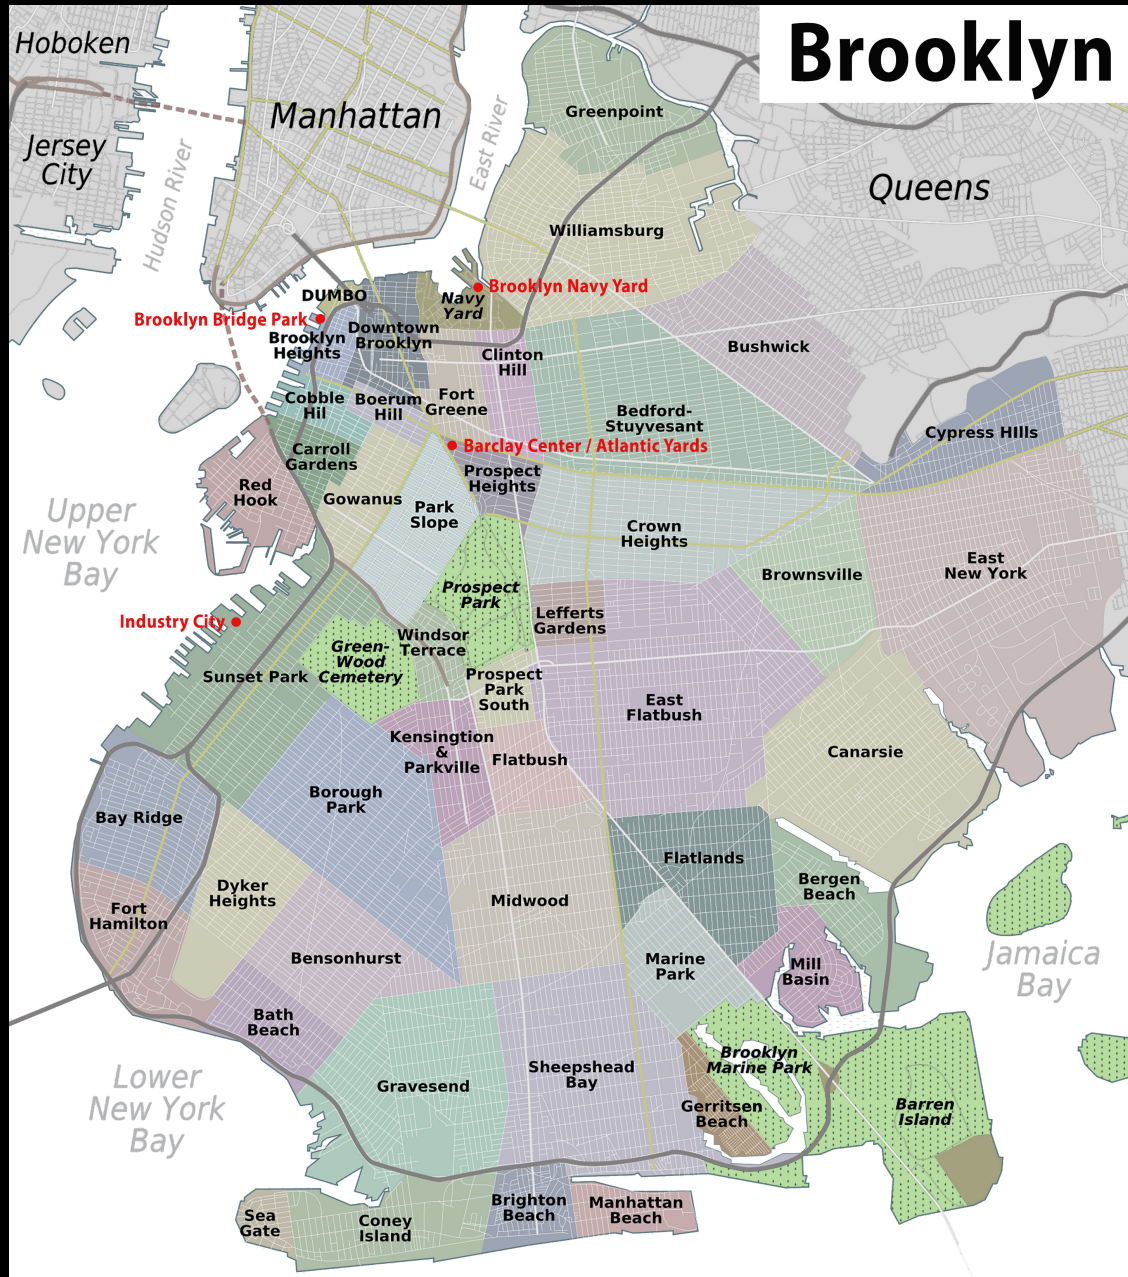 Brooklyn
Hoboken
Manhattan
Jersey
City
Hudson River
East River
Queens
Greenpoint
Williamsburg
Brooklyn Navy Yard
Navy
Yard
DUMBO
Brooklyn Bridge Park
Downtown
Brooklyn
Brooklyn
Heights
Clinton
Hill
Bushwick
Fort
Greene
Cobble
Hil
Boerum
Hill
Bedford-
Stuyvesant
Cypress HIlls
Barclay Center / Atlantic Yards
Carroll
Gardens
Prospect
Heights
Red
Hook
Gowanus
Park
Slope
Crown
Heights
Upper
New York
Bay
East
New York
Brownsville
Prospect
Park
Industry City
Lefferts
Gardens
Windsor
Terrace
Green-
Wood
Cemetery
Sunset Park
Prospect
Park
South
East
Flatbush
Kensington
&
Parkville
Flatbush
Canarsie
Borough
Park
Bay Ridge
Flatlands
Bergen
Beach
Dyker
Heights
Midwood
Fort
Hamilton
Bensonhurst
Marine
Park
Mill
Basin
Jamaica
Bay
Bath
Beach
Lower
New York
Bay
Gravesend
Sheepshead
Bay
Brooklyn
Marine Park
Gerritsen
Beach
Barren
Island
Sea
Gate
Coney
Island
Brighton
Beach
Manhattan
Beach